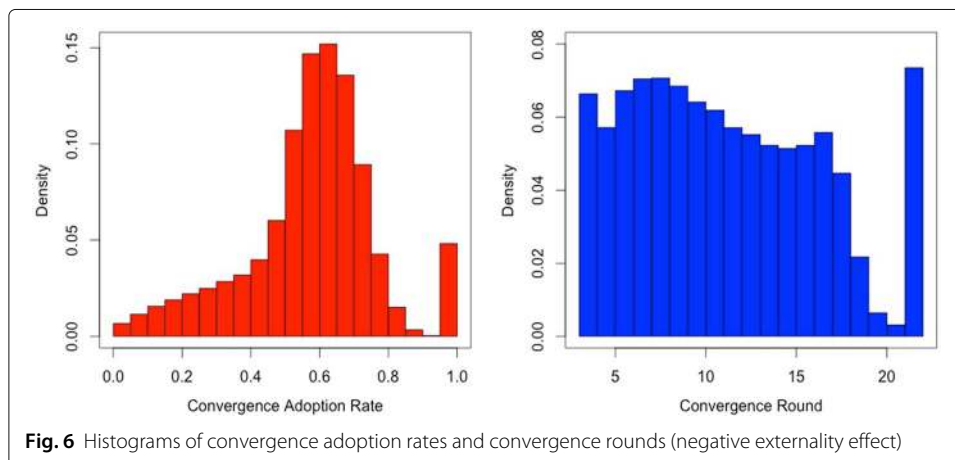 0.15
0.10
0.05
0.00
Density
0.0 0.2 0.4 0.6 0.8 1.0
Convergence Adoption Rate
0.08
0.06
0.04
0.02
0.00
Density
5 10 15 20
Convergence Round
Fig. 6 Histograms of convergence adoption rates and convergence rounds (negative externality effect)